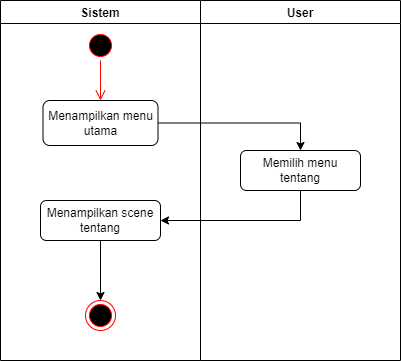 Sistem
User
Menampilkan menu
utama
Memilih menu
tentang
Menampilkan scene
tentang